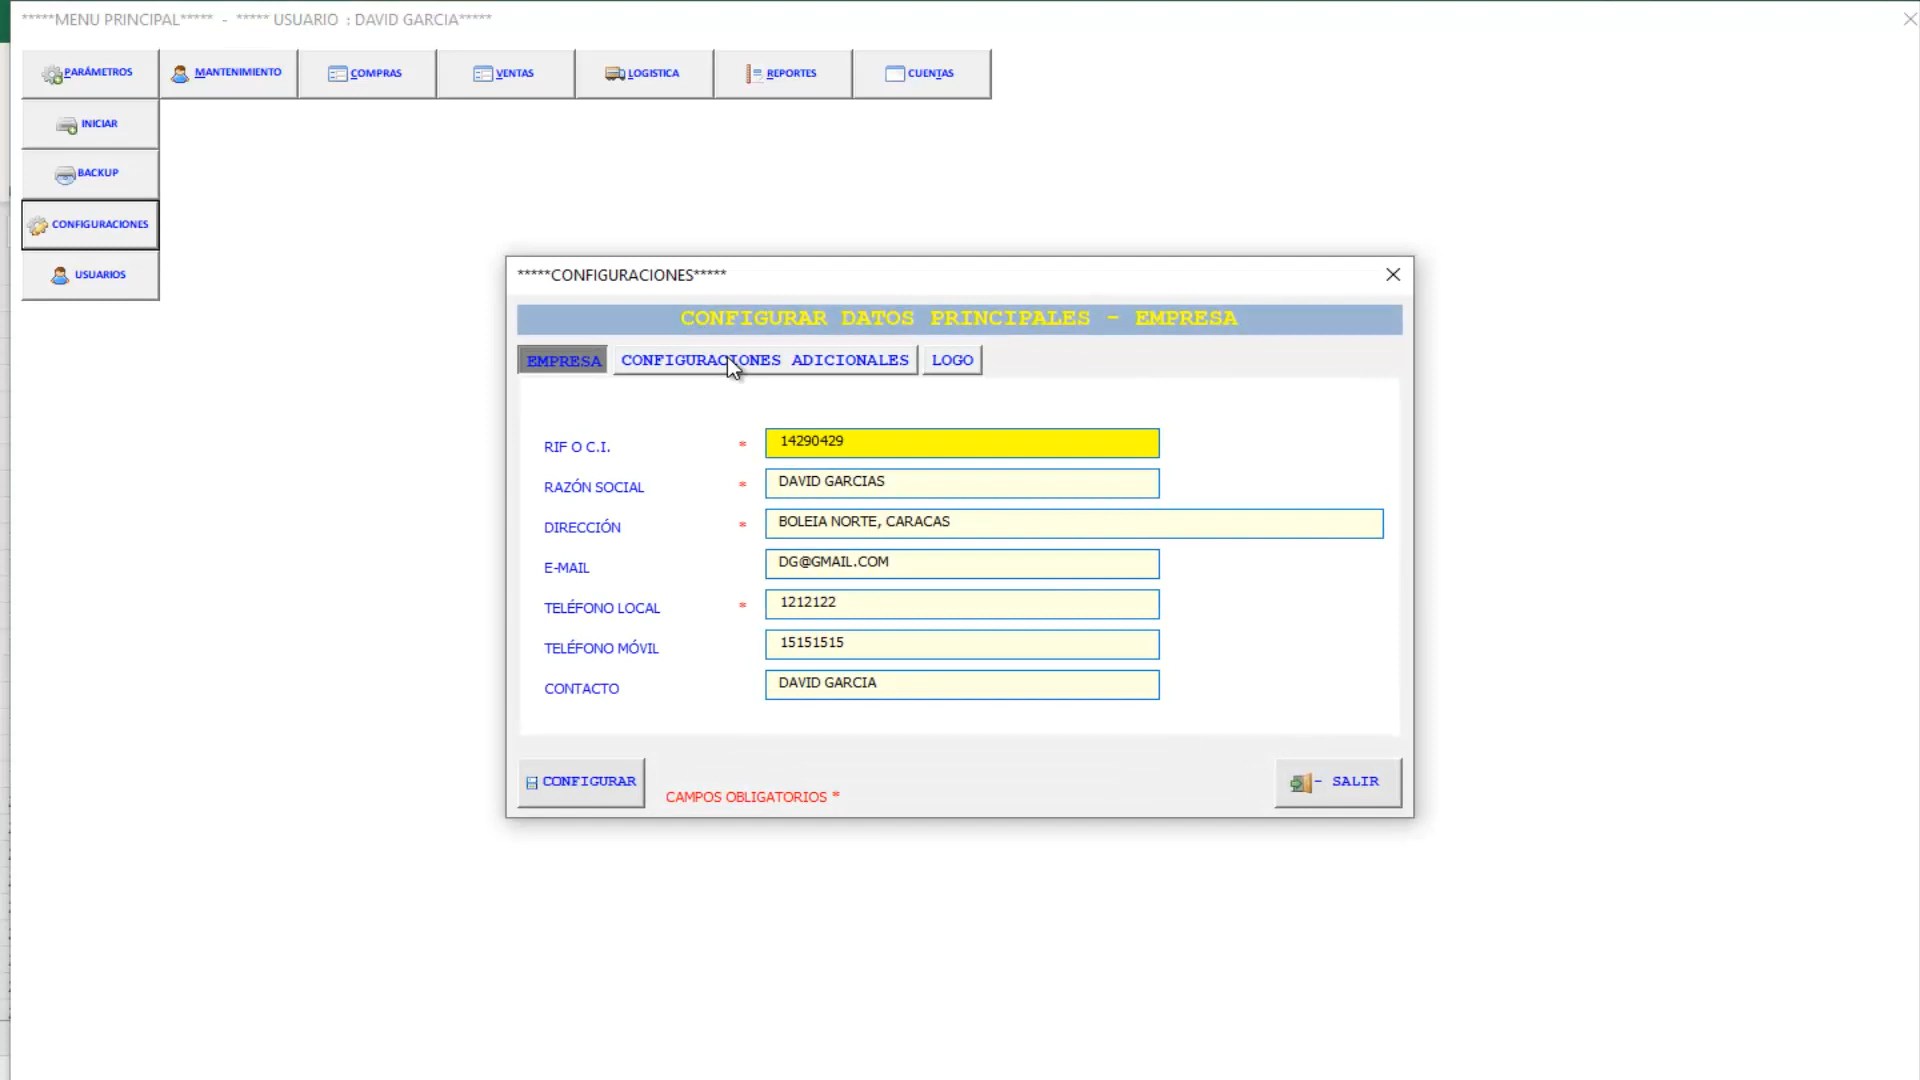 *****MENU PRINCIPAL***** - ***** USUARIO : DAVID GARCIA*****
PARÁMETROS MANTENIMIENTO COMPRAS VENTAS LOGISTICA REPORTES CUENTAS
INICIAR
BACKUP
CONFIGURACIONES
USUARIOS
*****CONFIGURACIONES*****
CONFIGURAR DATOS PRINCIPALES - EMPRESA
EMPRESA CONFIGURACIONES ADICIONALES LOGO
RIF O C.I. * 14290429
RAZÓN SOCIAL * DAVID GARCIAS
DIRECCIÓN * BOLEIA NORTE, CARACAS
E-MAIL DG@GMAIL.COM
TELÉFONO LOCAL * 1212122
TELÉFONO MÓVIL 15151515
CONTACTO DAVID GARCIA
CONFIGURAR CAMPOS OBLIGATORIOS * - SALIR